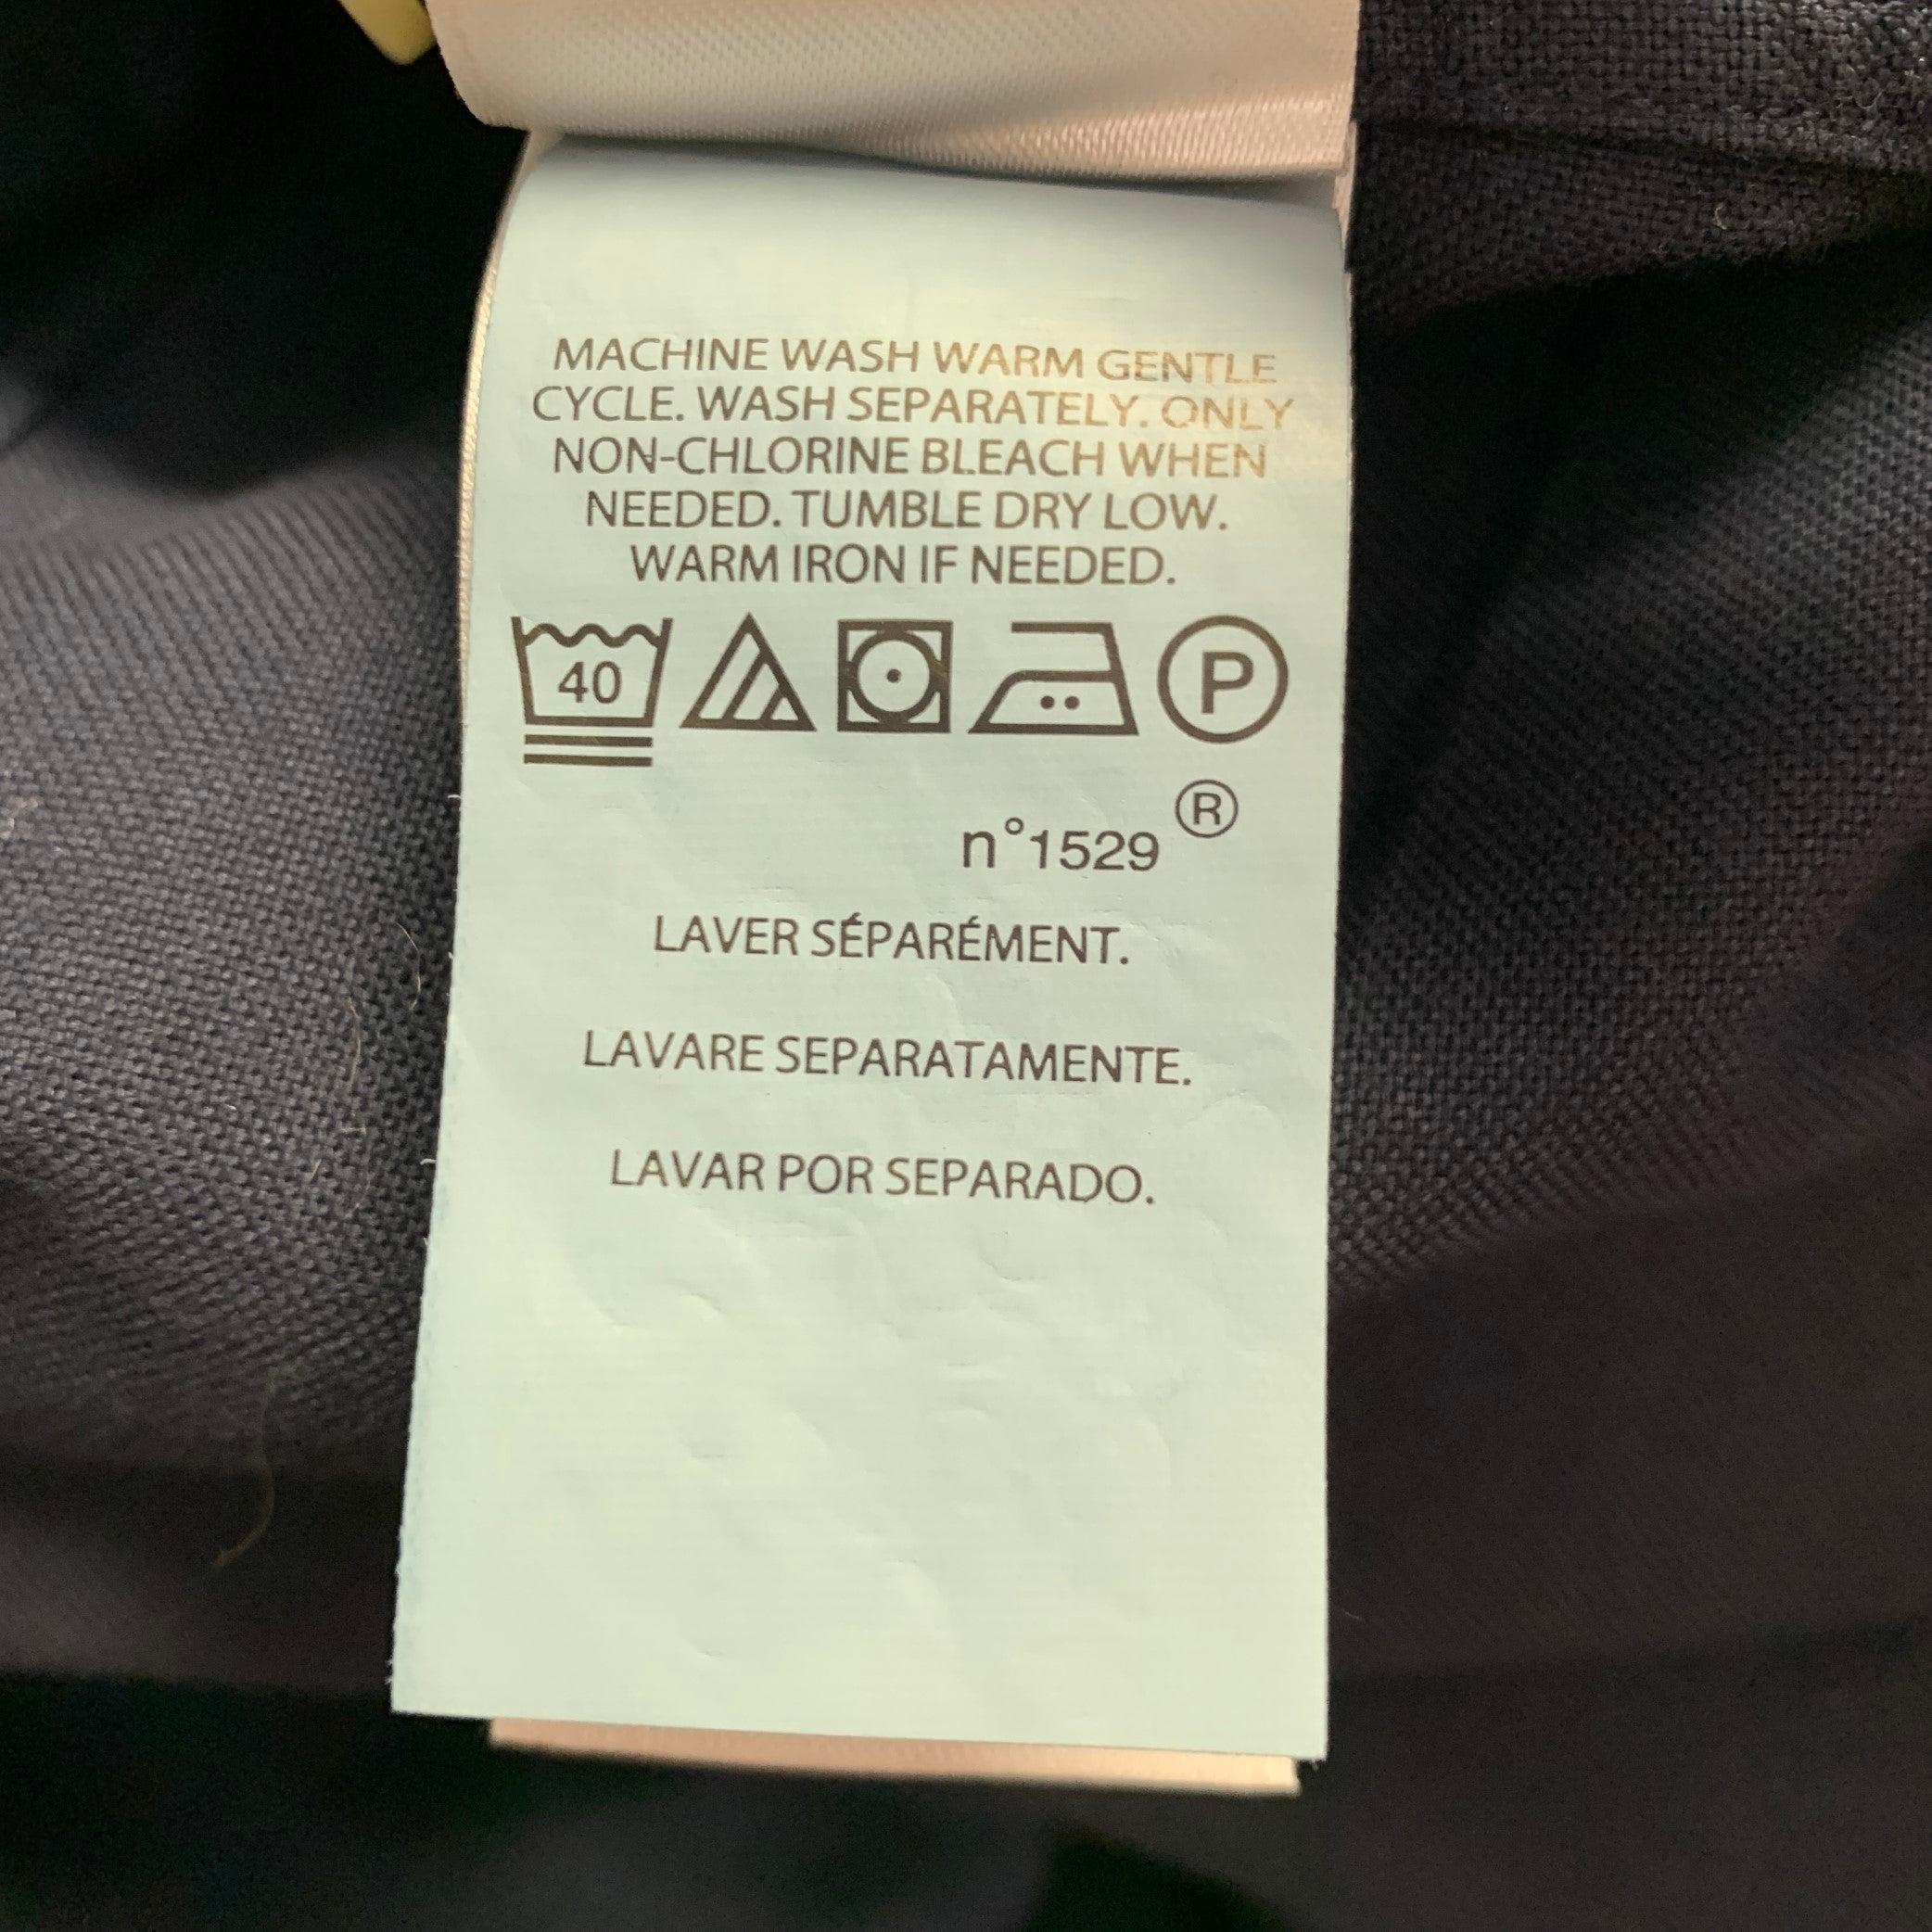 MACHINE WASH WARM GENTLE
CYCLE. WASH SEPARATELY. ONLY
NON-CHLORINE BLEACH WHEN
NEEDED. TUMBLE DRY LOW.
WARM IRON IF NEEDED.
40 P
®
n°1529
LAVER SÉPARÉMENT.
LAVARE SEPARATAMENTE.
LAVAR POR SEPARADO.